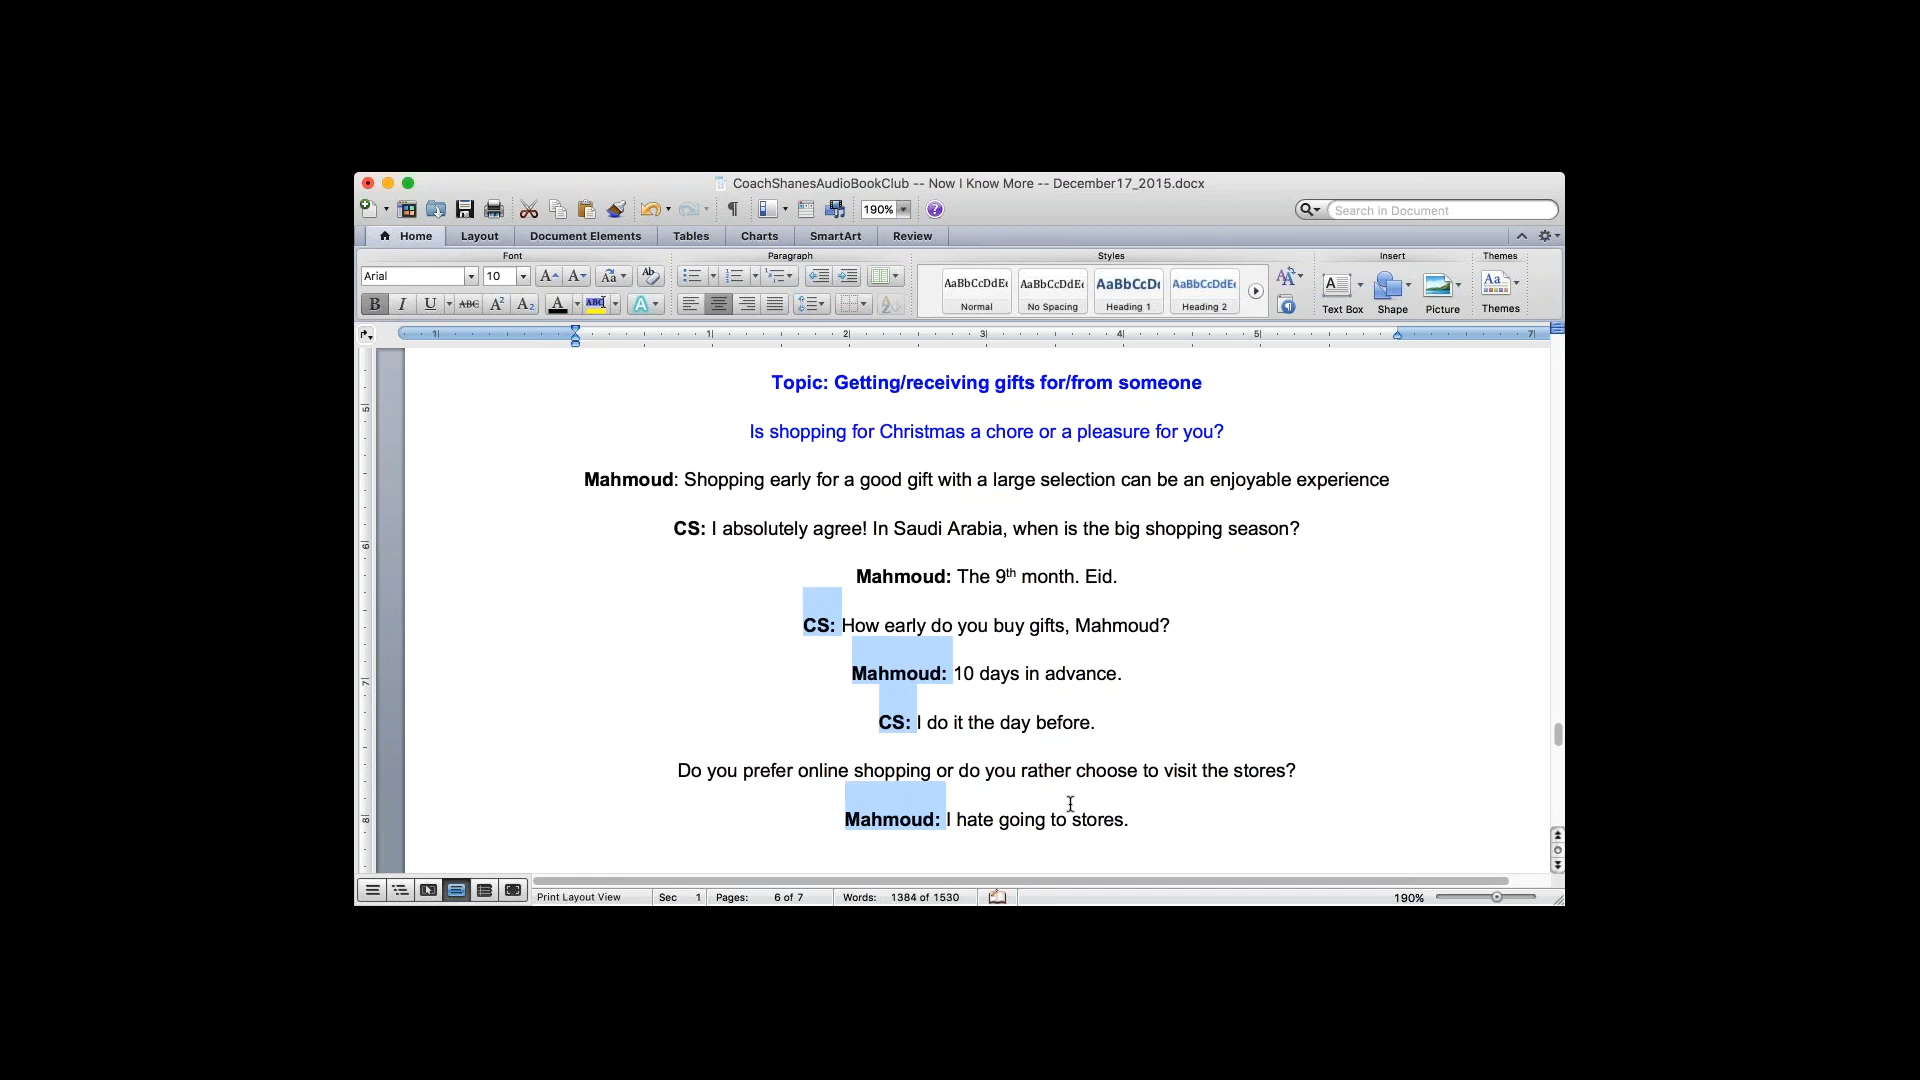 CoachShanesAudioBookClub -- Now I Know More -- December17_2015.docx
190%
Search in Document
Home Layout Document Elements Tables Charts SmartArt Review
Font Paragraph Styles Insert Themes
Arial 10
AaBbCcDdEe AaBbCcDdEe AaBbCcDc AaBbCcDdEe
Normal No Spacing Heading 1 Heading 2 Text Box Shape Picture Themes
Topic: Getting/receiving gifts for/from someone
Is shopping for Christmas a chore or a pleasure for you?
Mahmoud: Shopping early for a good gift with a large selection can be an enjoyable experience
CS: I absolutely agree! In Saudi Arabia, when is the big shopping season?
Mahmoud: The 9th month. Eid.
CS: How early do you buy gifts, Mahmoud?
Mahmoud: 10 days in advance.
CS: I do it the day before.
Do you prefer online shopping or do you rather choose to visit the stores?
Mahmoud: I hate going to stores.
Print Layout View Sec 1 Pages: 6 of 7 Words: 1384 of 1530 190%